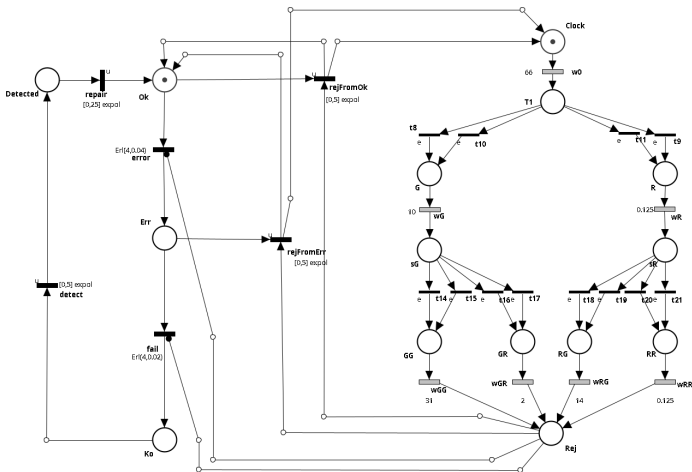 Clock
66 w0
u
Detected
repair
[0,25] expol
Ok
u
rejFromOk
[0,5] expol
T1
t8
e
t10
e
t11
e
t9
e
Erl(4,0.04)
error
G
R
10 wG
0.125 wR
Err
u
rejFromErr
[0,5] expol
sG
sR
u
[0,5] expol
detect
e t14
e t15
e t16
e t17
e t18
e t19
e t20
e t21
fail
Erl(4,0.02)
GG
GR
RG
RR
wGG
31
wGR
2
wRG
14
wRR
0.125
Ko
Rej